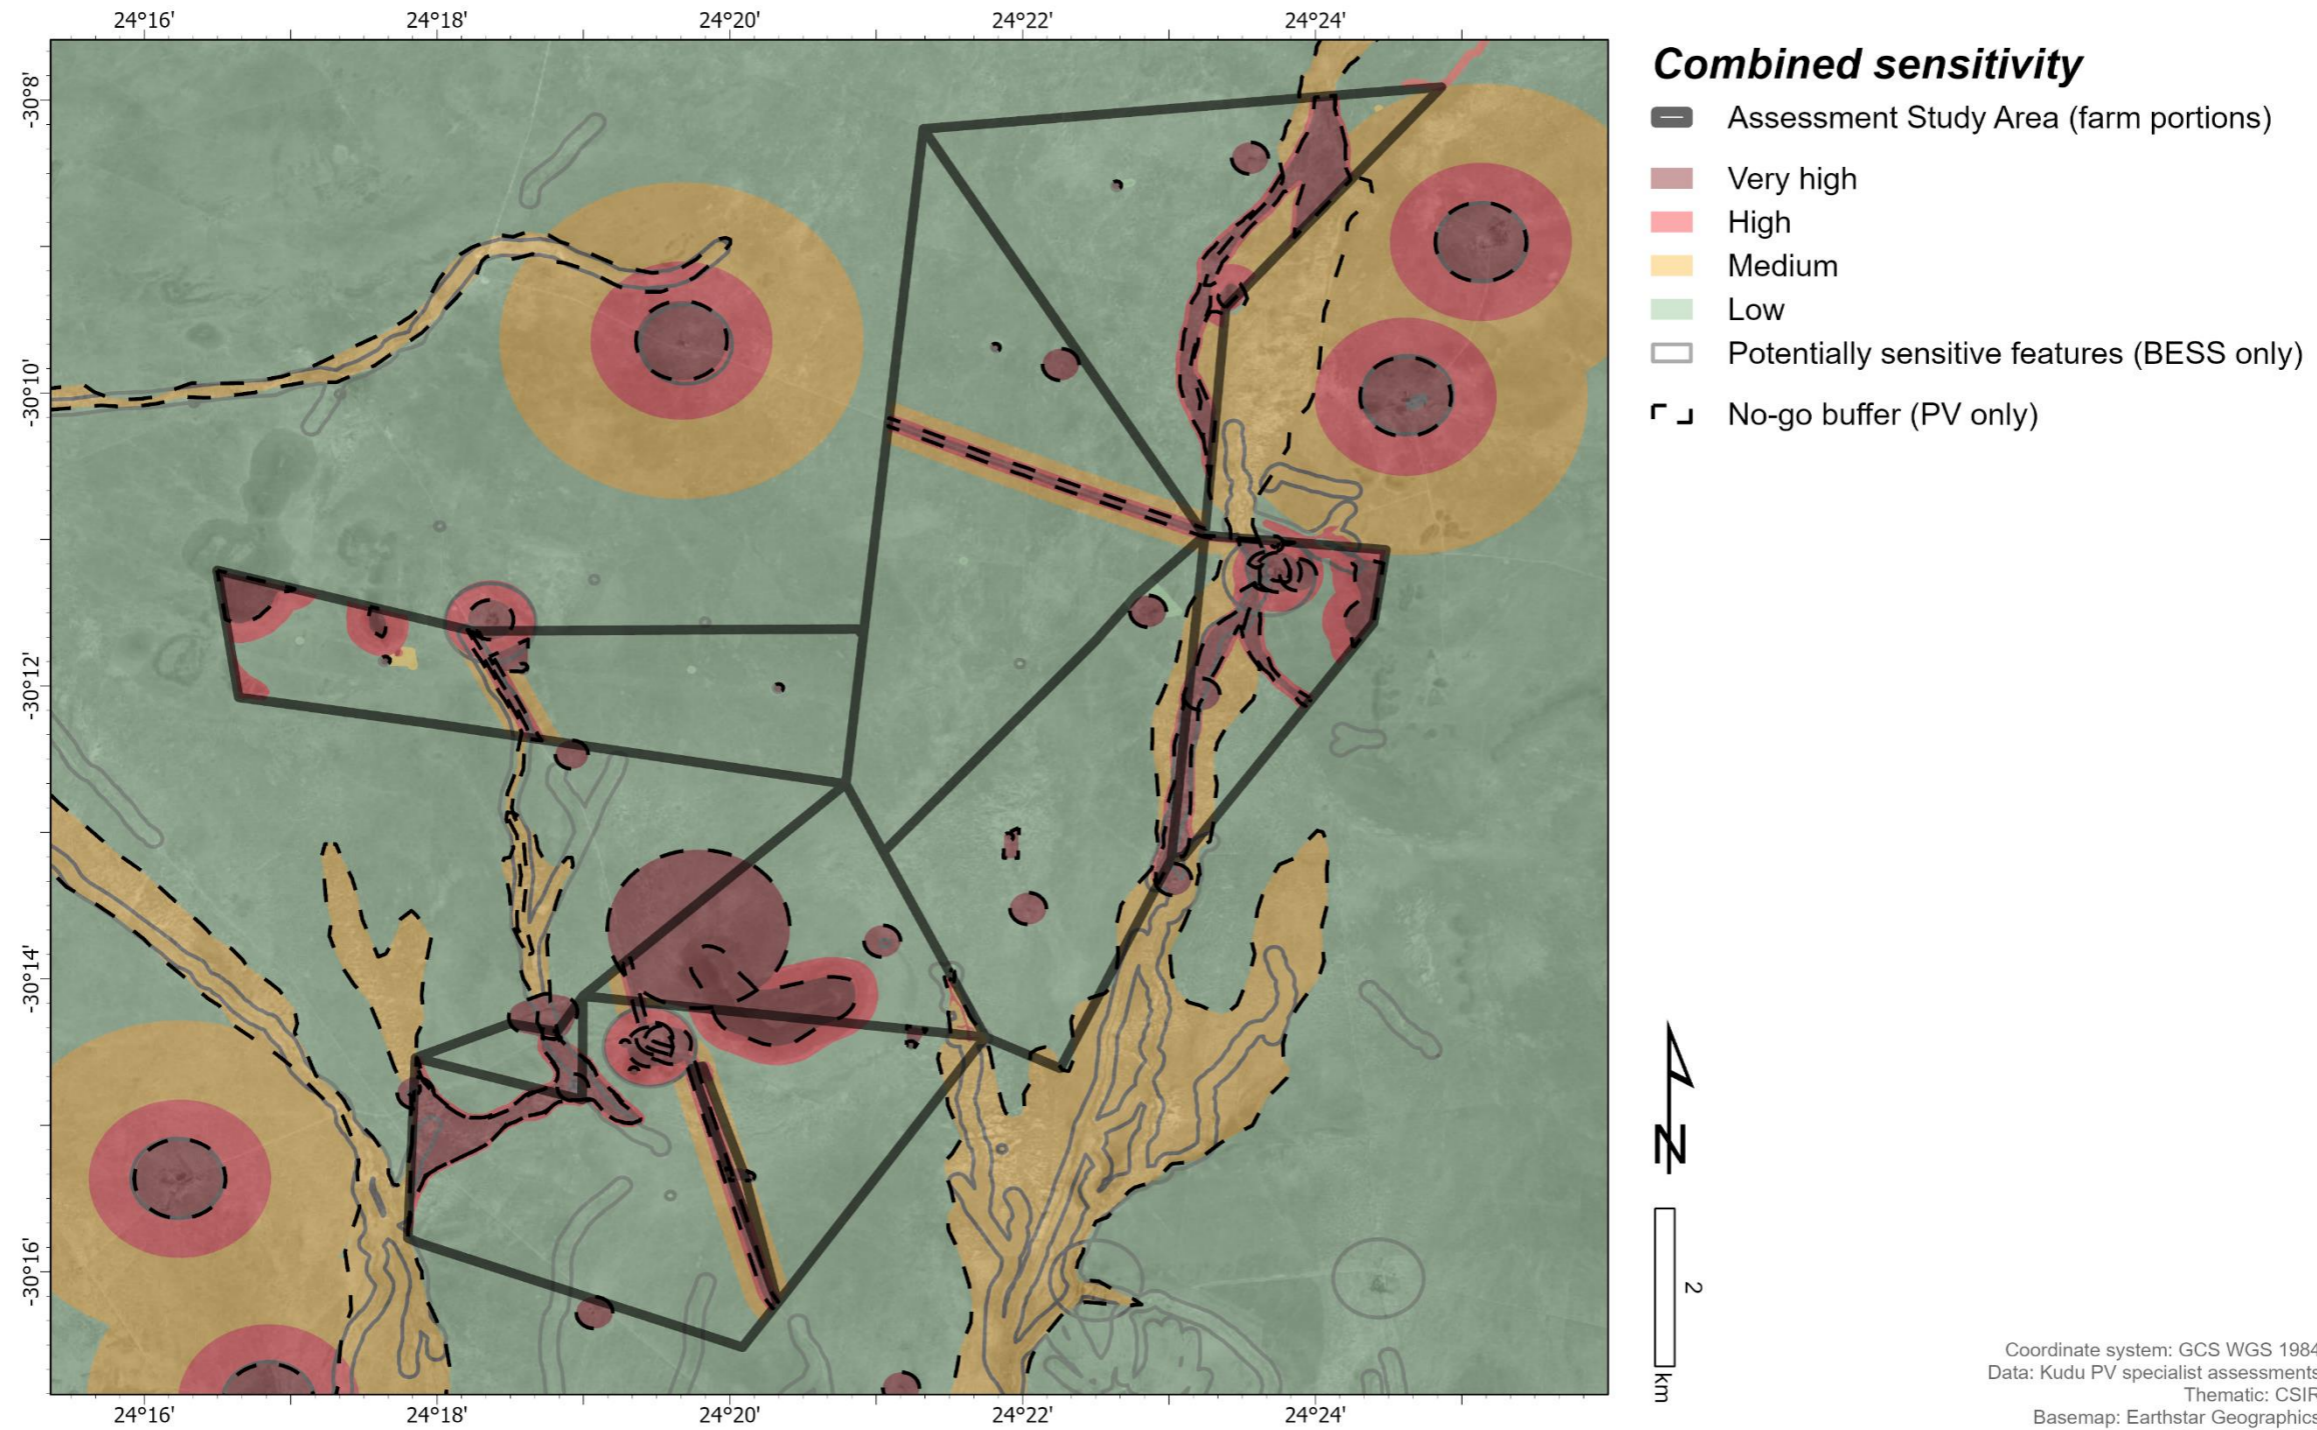 24°16' 24°18' 24°20' 24°22' 24°24'
-30°8'
-30°10'
-30°12'
-30°14'
-30°16'
24°16' 24°18' 24°20' 24°22' 24°24'
Combined sensitivity
Assessment Study Area (farm portions)
Very high
High
Medium
Low
Potentially sensitive features (BESS only)
No-go buffer (PV only)
N
2
km
Coordinate system: GCS WGS 1984
Data: Kudu PV specialist assessments
Thematic: CSIR
Basemap: Earthstar Geographics